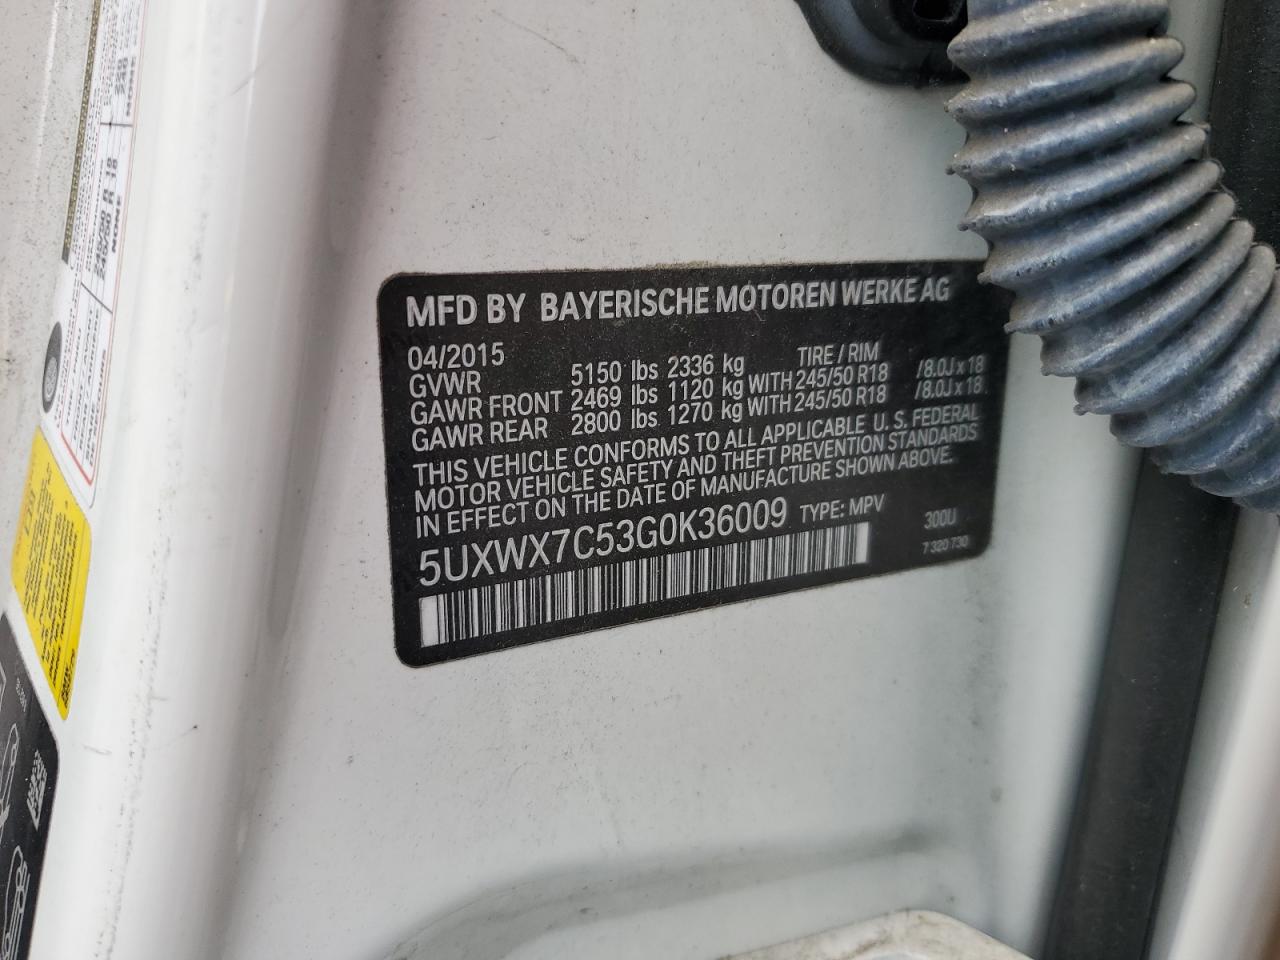 MFD BY BAYERISCHE MOTOREN WERKE AG
04/2015 TIRE / RIM
GVWR 5150 lbs 2336 kg
GAWR FRONT 2469 lbs 1120 kg WITH 245/50 R18 /8.0J x 18
GAWR REAR 2800 lbs 1270 kg WITH 245/50 R18 /8.0J x 18
THIS VEHICLE CONFORMS TO ALL APPLICABLE U. S. FEDERAL
MOTOR VEHICLE SAFETY AND THEFT PREVENTION STANDARDS
IN EFFECT ON THE DATE OF MANUFACTURE SHOWN ABOVE.
5UXWX7C53G0K36009 TYPE: MPV 300U
7 320 730